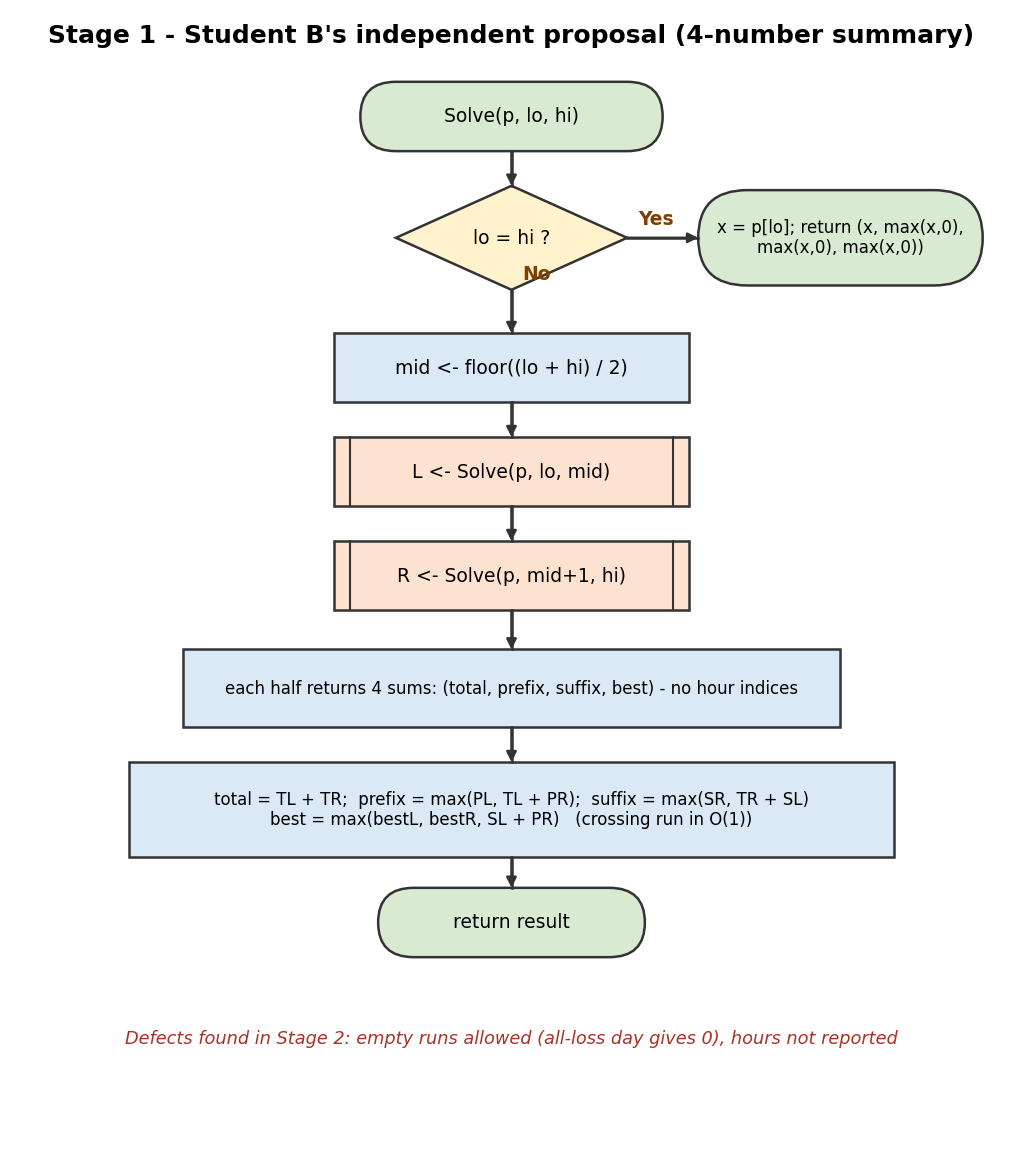 Stage 1 - Student B's independent proposal (4-number summary)
Solve(p, lo, hi)
lo = hi ?
Yes
x = p[lo]; return (x, max(x,0),
max(x,0), max(x,0))
No
mid <- floor((lo + hi) / 2)
L <- Solve(p, lo, mid)
R <- Solve(p, mid+1, hi)
each half returns 4 sums: (total, prefix, suffix, best) - no hour indices
total = TL + TR;  prefix = max(PL, TL + PR);  suffix = max(SR, TR + SL)
best = max(bestL, bestR, SL + PR)   (crossing run in O(1))
return result
Defects found in Stage 2: empty runs allowed (all-loss day gives 0), hours not reported